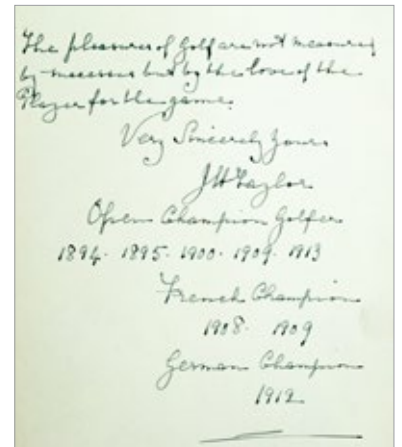 The pleasures of Golf are not measured
by successes but by the love of the
Player for the game.
Very Sincerely Yours
J H Taylor
Open Champion Golfer
1894. 1895. 1900. 1909. 1913
French Champion
1908. 1909
German Champion
1912